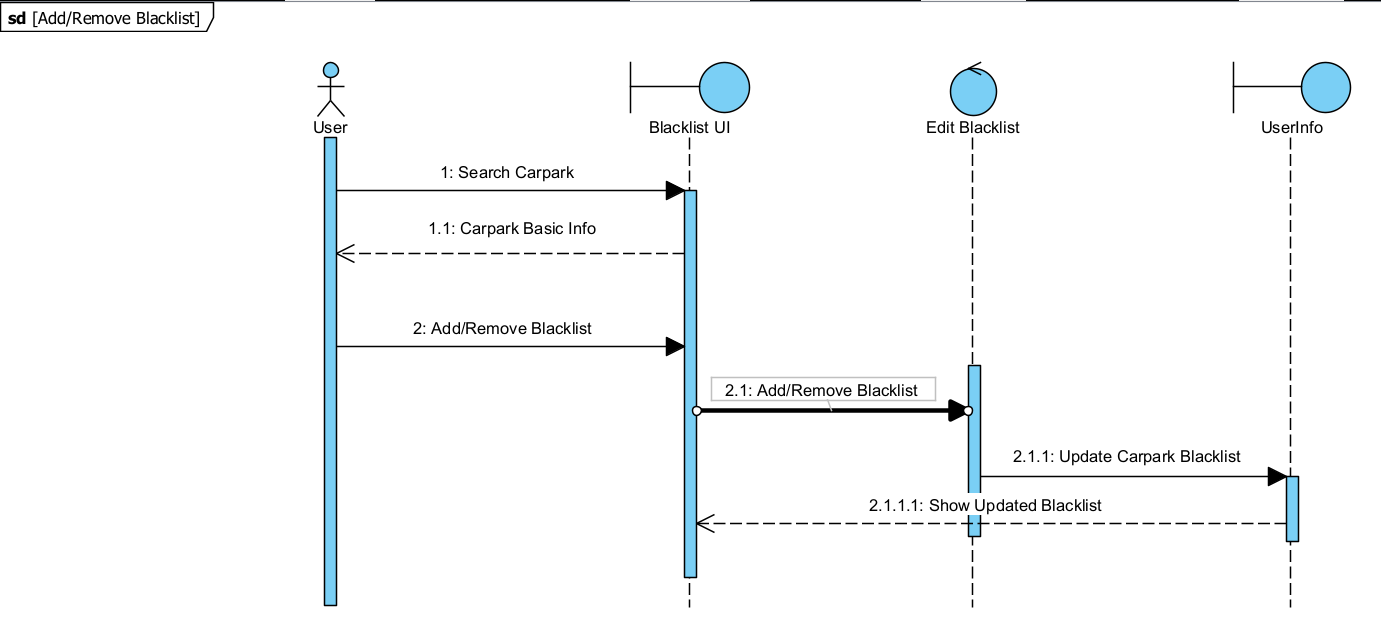 sd [Add/Remove Blacklist]
User
Blacklist UI
Edit Blacklist
UserInfo
1: Search Carpark
1.1: Carpark Basic Info
2: Add/Remove Blacklist
2.1: Add/Remove Blacklist
2.1.1: Update Carpark Blacklist
2.1.1.1: Show Updated Blacklist